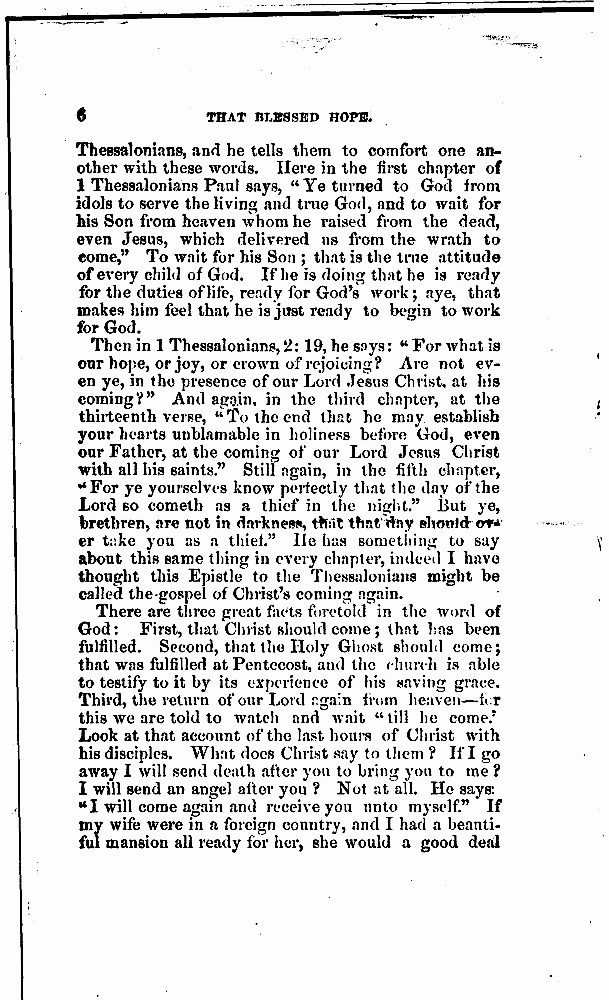 6 THAT BLESSED HOPE.
Thessalonians, and he tells them to comfort one an-
other with these words. Here in the first chapter of
1 Thessalonians Paul says, “Ye turned to God from
idols to serve the living and true God, and to wait for
his Son from heaven whom he raised from the dead,
even Jesus, which delivered us from the wrath to
come,” To wait for his Son; that is the true attitude
of every child of God. If he is doing that he is ready
for the duties of life, ready for God’s work; aye, that
makes him feel that he is just ready to begin to work
for God.
Then in 1 Thessalonians, 2: 19, he says: “For what is
our hope, or joy, or crown of rejoicing? Are not ev-
en ye, in the presence of our Lord Jesus Christ, at his
coming?” And again, in the third chapter, at the
thirteenth verse, “To the end that he may establish
your hearts unblamable in holiness before God, even
our Father, at the coming of our Lord Jesus Christ
with all his saints.” Still again, in the fifth chapter,
“For ye yourselves know perfectly that the day of the
Lord so cometh as a thief in the night.” But ye,
brethren, are not in darkness, that that day should ov-
er take you as a thief.” He has something to say
about this same thing in every chapter, indeed I have
thought this Epistle to the Thessalonians might be
called the gospel of Christ’s coming again.
There are three great facts foretold in the word of
God: First, that Christ should come; that has been
fulfilled. Second, that the Holy Ghost should come;
that was fulfilled at Pentecost, and the church is able
to testify to it by its experience of his saving grace.
Third, the return of our Lord again from heaven—for
this we are told to watch and wait “till he come.’
Look at that account of the last hours of Christ with
his disciples. What does Christ say to them? If I go
away I will send death after you to bring you to me?
I will send an angel after you? Not at all. He says:
“I will come again and receive you unto myself.” If
my wife were in a foreign country, and I had a beauti-
ful mansion all ready for her, she would a good deal